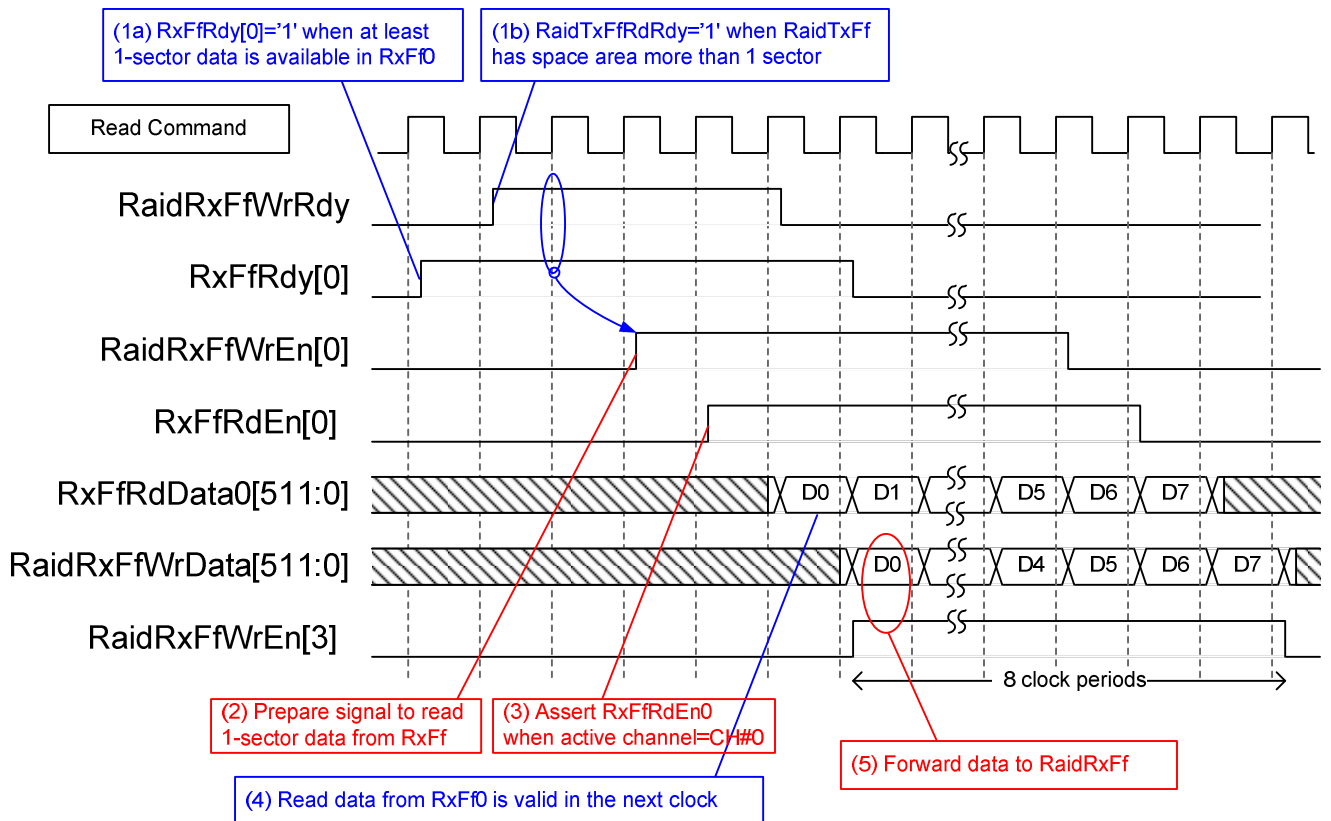 (1a) RxFfRdy[0]='1' when at least
1-sector data is available in RxFf0
(1b) RaidTxFfRdRdy='1' when RaidTxFf
has space area more than 1 sector
Read Command
RaidRxFfWrRdy
RxFfRdy[0]
RaidRxFfWrEn[0]
RxFfRdEn[0]
RxFfRdData0[511:0]
D0 D1 D5 D6 D7
RaidRxFfWrData[511:0]
D0 D4 D5 D6 D7
RaidRxFfWrEn[3]
8 clock periods
(2) Prepare signal to read
1-sector data from RxFf
(3) Assert RxFfRdEn0
when active channel=CH#0
(5) Forward data to RaidRxFf
(4) Read data from RxFf0 is valid in the next clock